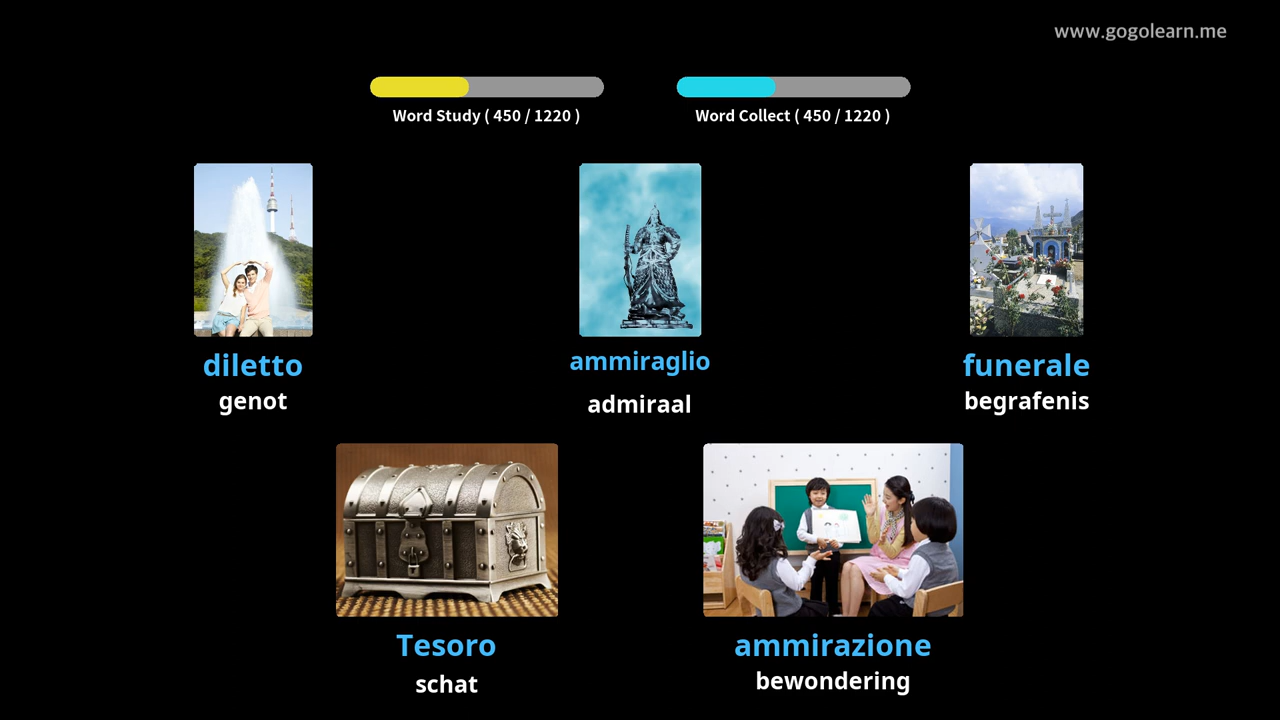 www.gogolearn.me
Word Study ( 450 / 1220 )
Word Collect ( 450 / 1220 )
diletto
genot
ammiraglio
admiraal
funerale
begrafenis
Tesoro
schat
ammirazione
bewondering